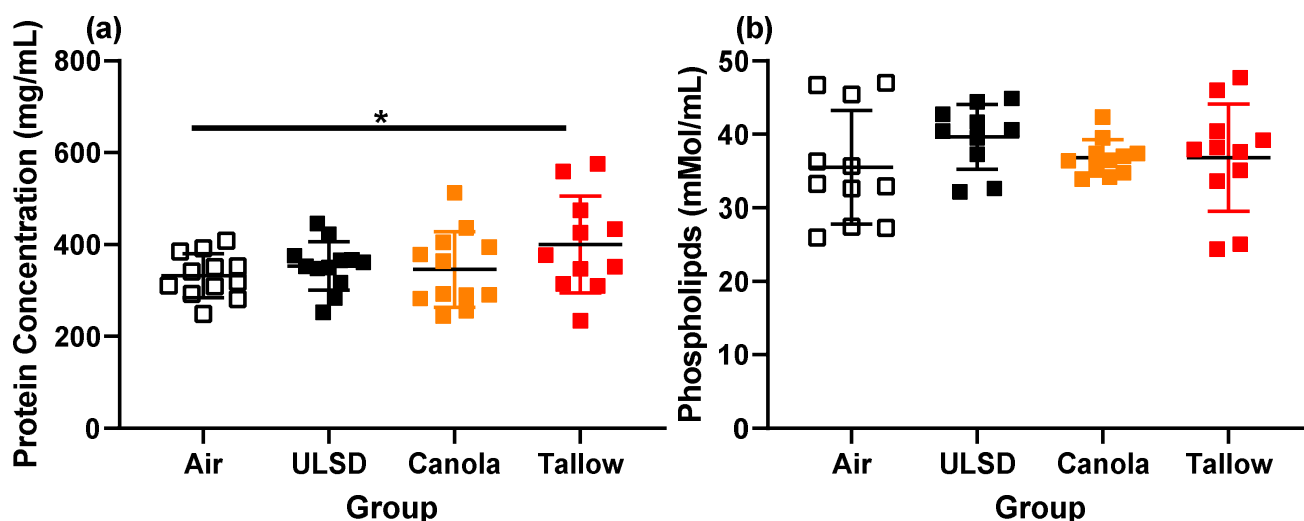 (a)
Protein Concentration (mg/mL)
800
600
400
200
0
*
Air ULSD Canola Tallow
Group
(b)
Phospholipids (mMol/mL)
50
40
30
20
10
0
Air ULSD Canola Tallow
Group